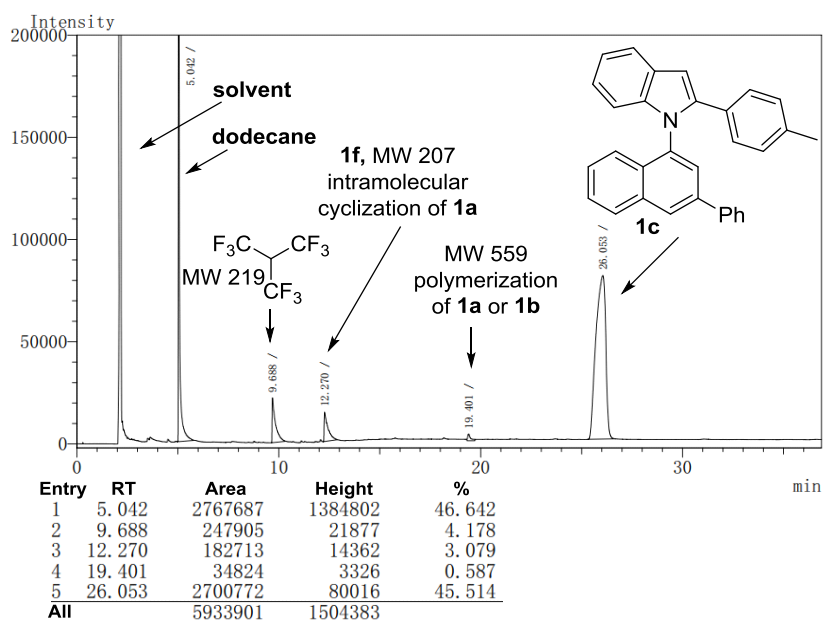 Intensity
200000
150000
100000
50000
0
0
10
20
30
min
5.042 /
solvent
dodecane
1f, MW 207
intramolecular
cyclization of 1a
F3C
CF3
MW 219
CF3
9.688 /
12.270 /
MW 559
polymerization
of 1a or 1b
19.401 /
26.053 /
N
Ph
1c
Entry RT Area Height %
1 5.042 2767687 1384802 46.642
2 9.688 247905 21877 4.178
3 12.270 182713 14362 3.079
4 19.401 34824 3326 0.587
5 26.053 2700772 80016 45.514
All 5933901 1504383